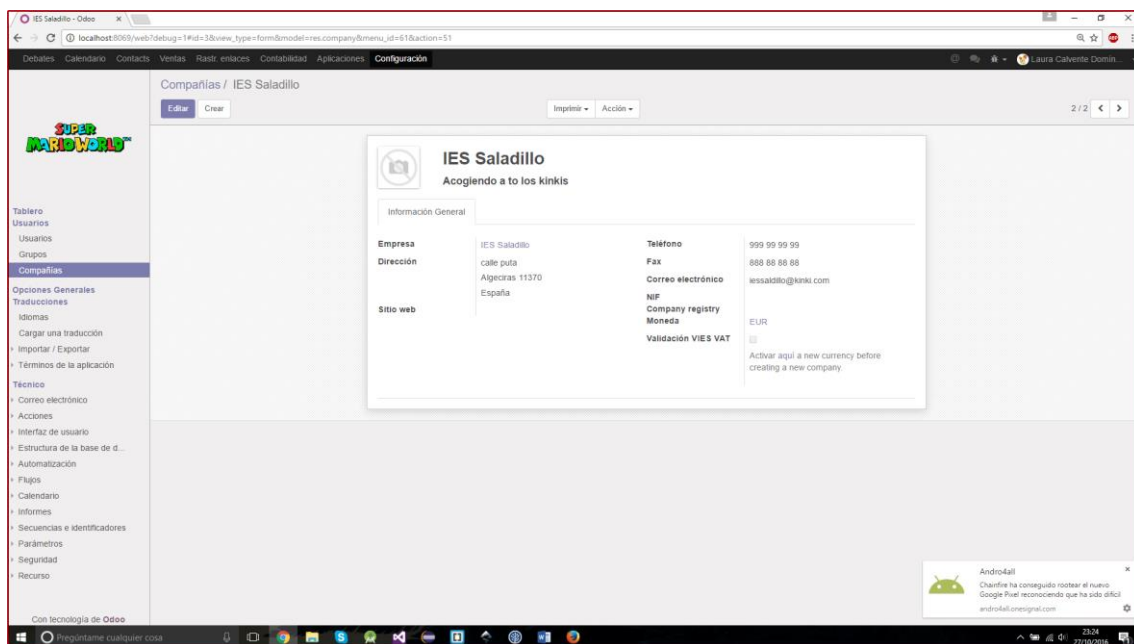 IES Saladillo - Odoo
localhost:8069/web?debug=1#id=3&view_type=form&model=res.company&menu_id=61&action=51
Debates Calendario Contacts Ventas Rastr. enlaces Contabilidad Aplicaciones Configuración
Laura Calvente Domín...
SUPER
MARIO WORLD TM
Compañías / IES Saladillo
Editar Crear
Imprimir Acción
2 / 2
IES Saladillo
Acogiendo a to los kinkis
Información General
Empresa IES Saladillo
Dirección calle puta
Algeciras 11370
España
Sitio web
Teléfono 999 99 99 99
Fax 888 88 88 88
Correo electrónico iessaldillo@kinki.com
NIF
Company registry
Moneda EUR
Validación VIES VAT
Activar aquí a new currency before
creating a new company
Tablero
Usuarios
Usuarios
Grupos
Compañías
Opciones Generales
Traducciones
Idiomas
Cargar una traducción
Importar / Exportar
Términos de la aplicación
Técnico
Correo electrónico
Acciones
Interfaz de usuario
Estructura de la base de d...
Automatización
Flujos
Calendario
Informes
Secuencias e identificadores
Parámetros
Seguridad
Recurso
Con tecnología de Odoo
Andro4all
Chainfire ha conseguido rootear el nuevo
Google Pixel reconociendo que ha sido difícil
andro4all.onesignal.com
Pregúntame cualquier cosa
23:24
27/10/2016